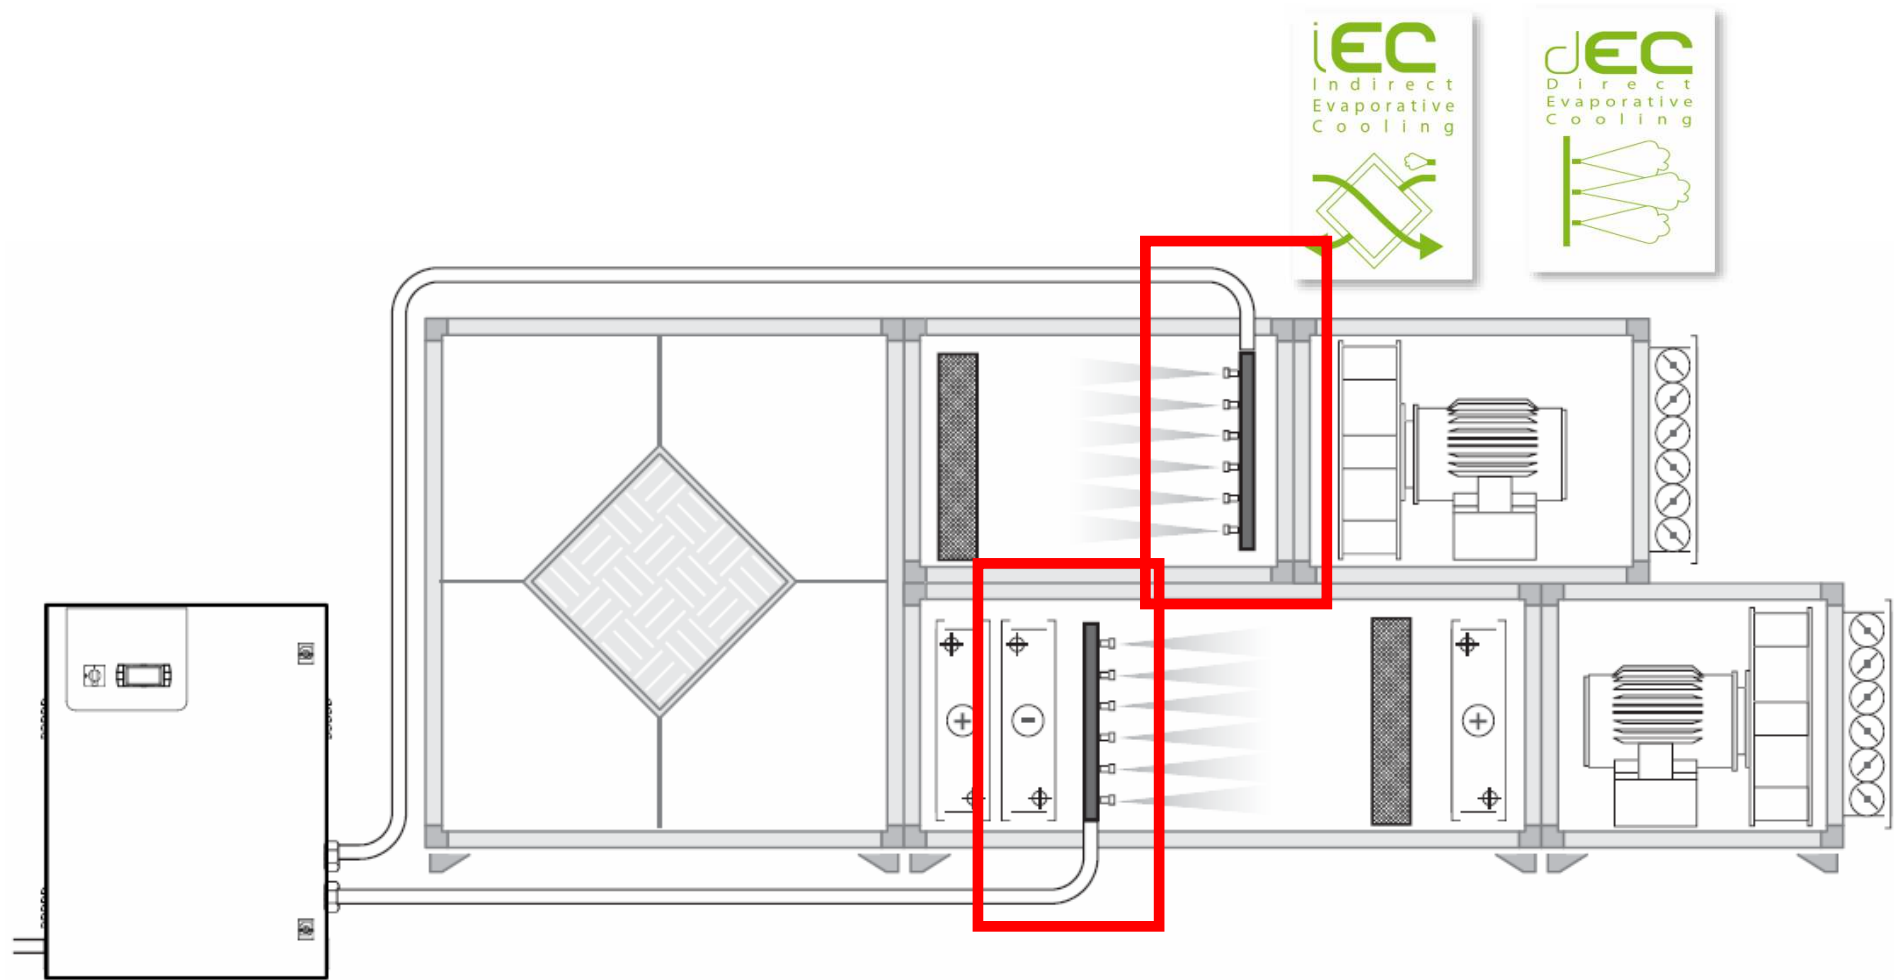 iEC
Indirect
Evaporative
Cooling
dEC
Direct
Evaporative
Cooling
+
-
+